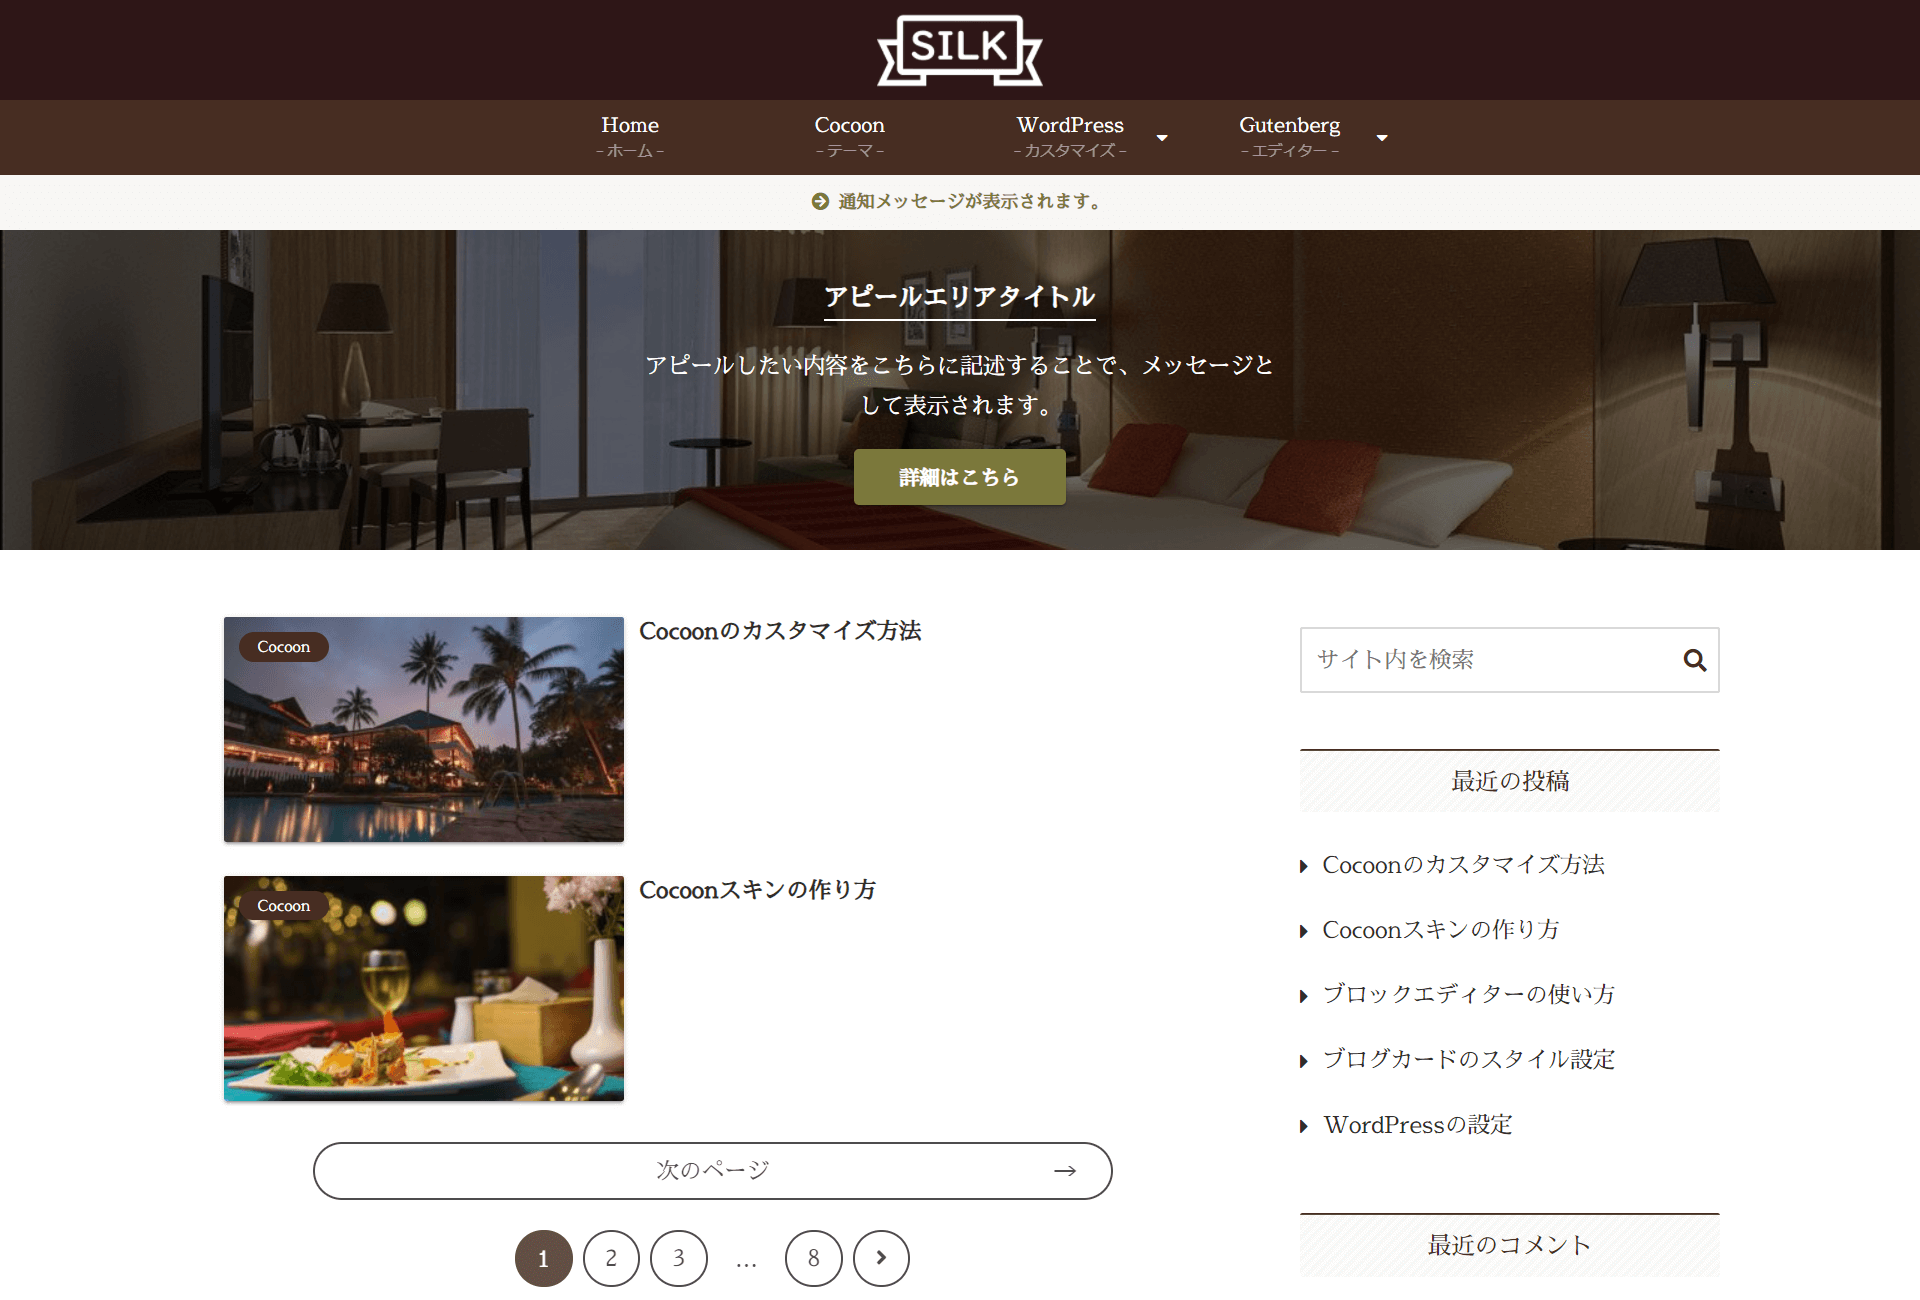 SILK
Home
- ホーム -
Cocoon
- テーマ -
WordPress
- カスタマイズ -
Gutenberg
- エディター -
通知メッセージが表示されます。
アピールエリアタイトル
アピールしたい内容をこちらに記述することで、メッセージと
して表示されます。
詳細はこちら
Cocoon
Cocoonのカスタマイズ方法
Cocoon
Cocoonスキンの作り方
次のページ →
1 2 3 … 8
サイト内を検索
最近の投稿
Cocoonのカスタマイズ方法
Cocoonスキンの作り方
ブロックエディターの使い方
ブログカードのスタイル設定
WordPressの設定
最近のコメント